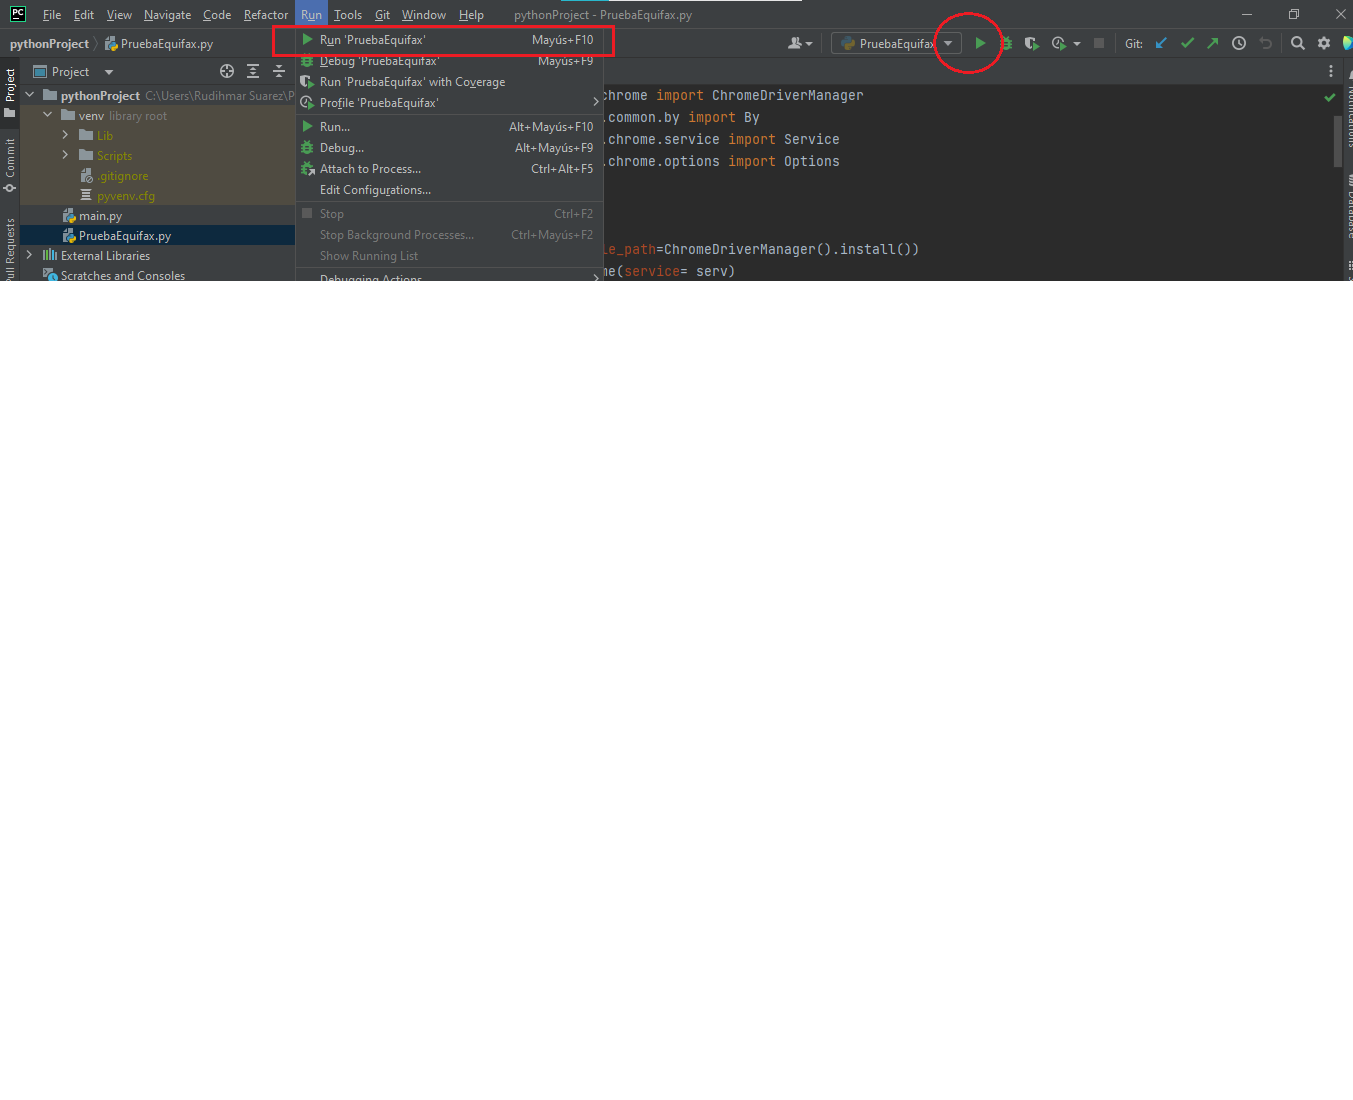 PC File Edit View Navigate Code Refactor Run Tools Git Window Help pythonProject - PruebaEquifax.py
pythonProject PruebaEquifax.py
PruebaEquifax Git:
Project
Run 'PruebaEquifax' Mayús+F10
Debug 'PruebaEquifax' Mayús+F9
Run 'PruebaEquifax' with Coverage
Profile 'PruebaEquifax'
Run... Alt+Mayús+F10
Debug... Alt+Mayús+F9
Attach to Process... Ctrl+Alt+F5
Edit Configurations...
Stop Ctrl+F2
Stop Background Processes... Ctrl+Mayús+F2
Show Running List
Debugging Actions
Project
Commit
Pull Requests
pythonProject C:\Users\Rudihmar Suarez\P
venv library root
Lib
Scripts
.gitignore
pyvenv.cfg
main.py
PruebaEquifax.py
External Libraries
Scratches and Consoles
chrome import ChromeDriverManager
.common.by import By
.chrome.service import Service
.chrome.options import Options
le_path=ChromeDriverManager().install())
me(service= serv)
Notifications
Database